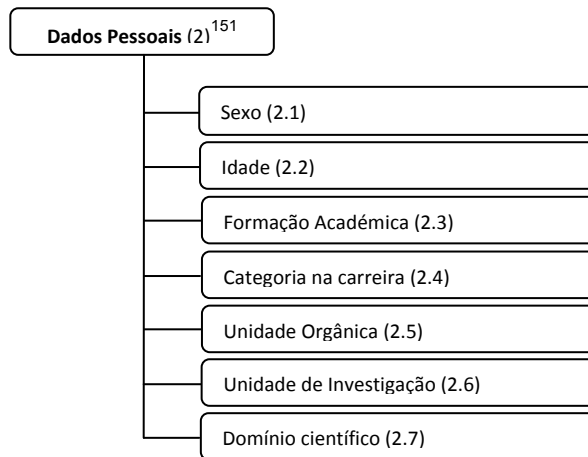 Dados Pessoais (2)151
Sexo (2.1)
Idade (2.2)
Formação Académica (2.3)
Categoria na carreira (2.4)
Unidade Orgânica (2.5)
Unidade de Investigação (2.6)
Domínio científico (2.7)